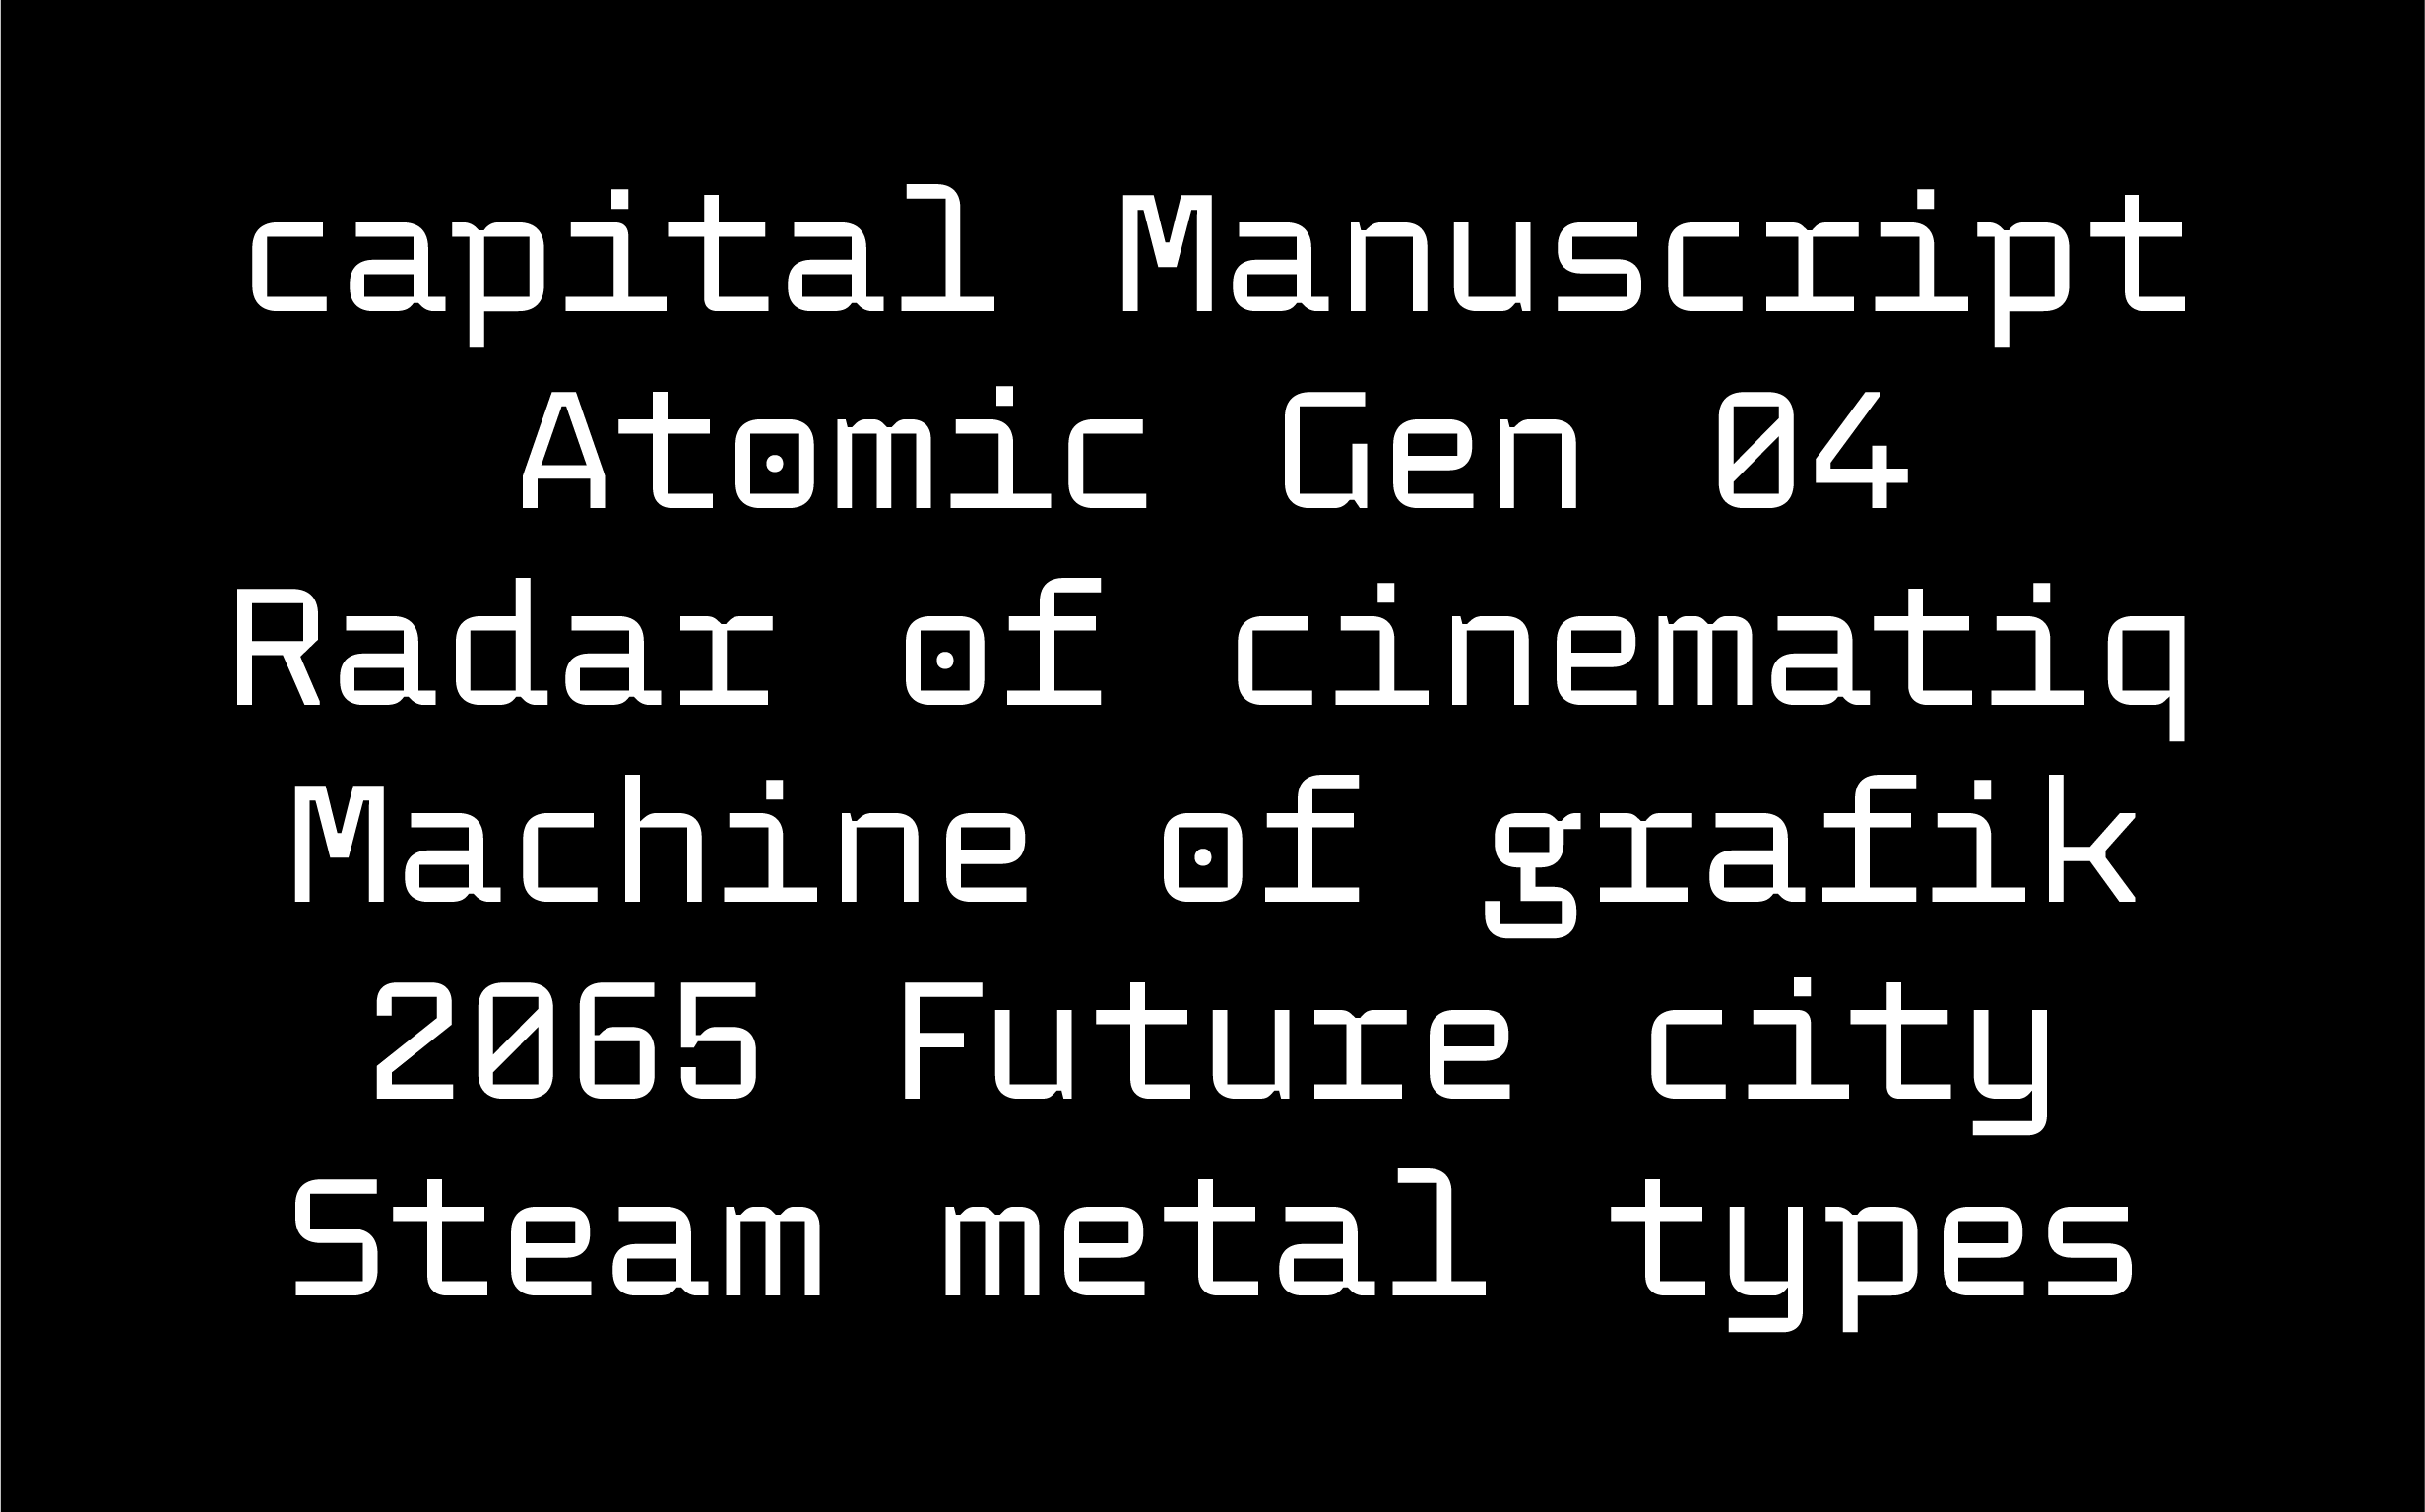 capital Manuscript
Atomic Gen 04
Radar of cinematiq
Machine of grafik
2065 Future city
Steam metal types